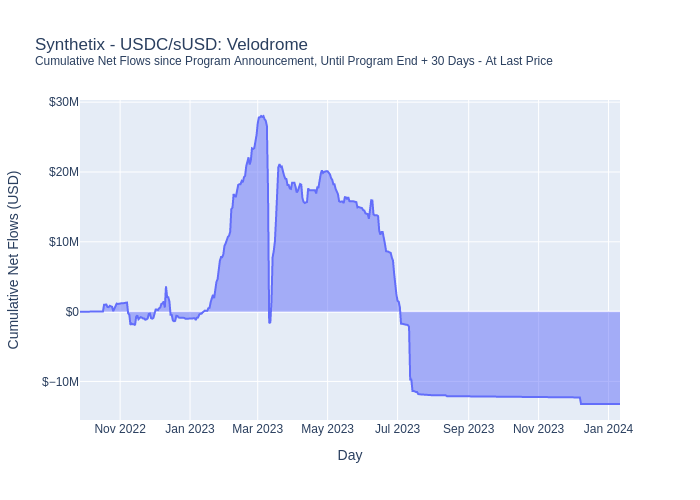 Synthetix - USDC/sUSD: Velodrome
Cumulative Net Flows since Program Announcement, Until Program End + 30 Days - At Last Price
Cumulative Net Flows (USD)
$30M
$20M
$10M
$0
$−10M
Nov 2022 Jan 2023 Mar 2023 May 2023 Jul 2023 Sep 2023 Nov 2023 Jan 2024
Day